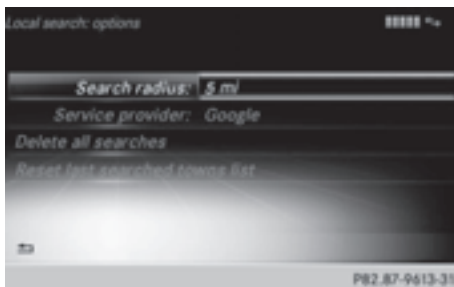 Local search: options
Search radius: 5 mi
Service provider: Google
Delete all searches
Reset last searched towns list
P82.87-9613-31